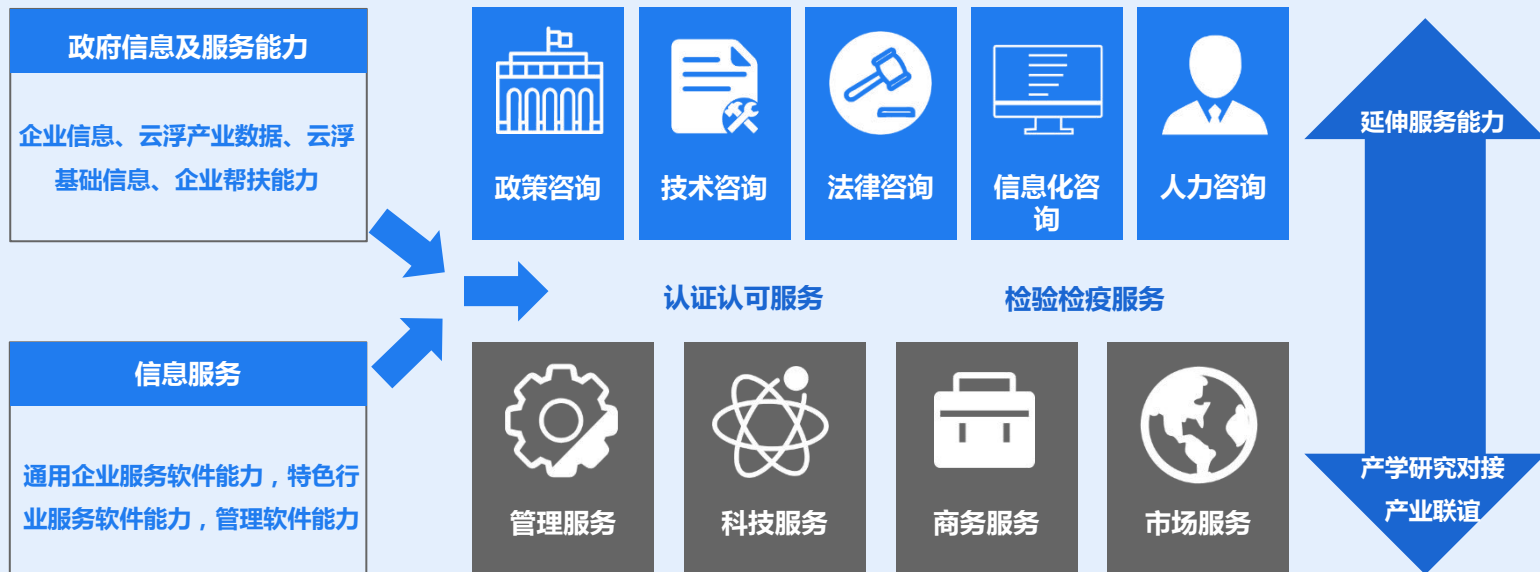 政府信息及服务能力
企业信息、云浮产业数据、云浮
基础信息、企业帮扶能力
信息服务
通用企业服务软件能力，特色行
业服务软件能力，管理软件能力
政策咨询
技术咨询
法律咨询
信息化咨
询
人力咨询
认证认可服务
检验检疫服务
管理服务
科技服务
商务服务
市场服务
延伸服务能力
产学研究对接
产业联谊